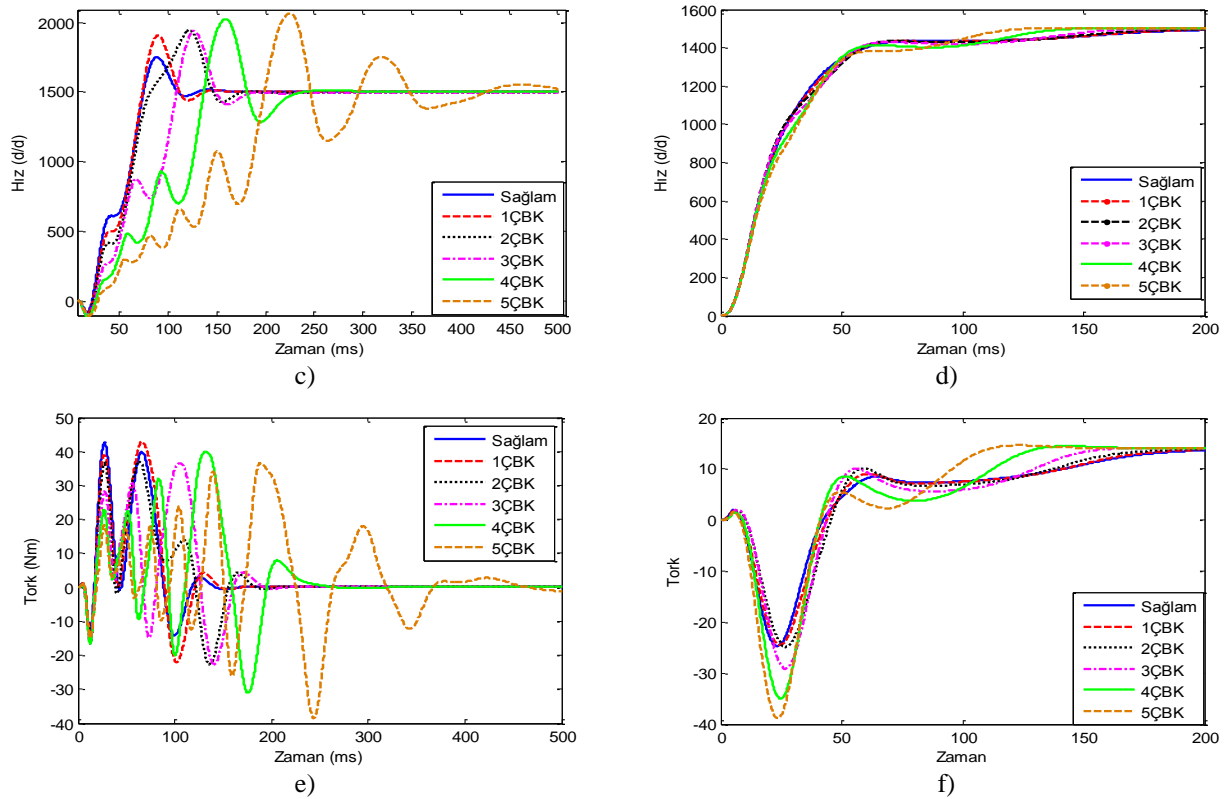 2000
1500
1000
500
0
50
100
150
200
250
300
350
400
450
500
Hız (d/d)
Zaman (ms)
Sağlam
1ÇBK
2ÇBK
3ÇBK
4ÇBK
5ÇBK
c)
1600
1400
1200
1000
800
600
400
200
0
0
50
100
150
200
Hız (d/d)
Zaman (ms)
Sağlam
1ÇBK
2ÇBK
3ÇBK
4ÇBK
5ÇBK
d)
50
40
30
20
10
0
-10
-20
-30
-40
0
100
200
300
400
500
Tork (Nm)
Zaman (ms)
Sağlam
1ÇBK
2ÇBK
3ÇBK
4ÇBK
5ÇBK
e)
20
10
0
-10
-20
-30
-40
0
50
100
150
200
Tork
Zaman
Sağlam
1ÇBK
2ÇBK
3ÇBK
4ÇBK
5ÇBK
f)